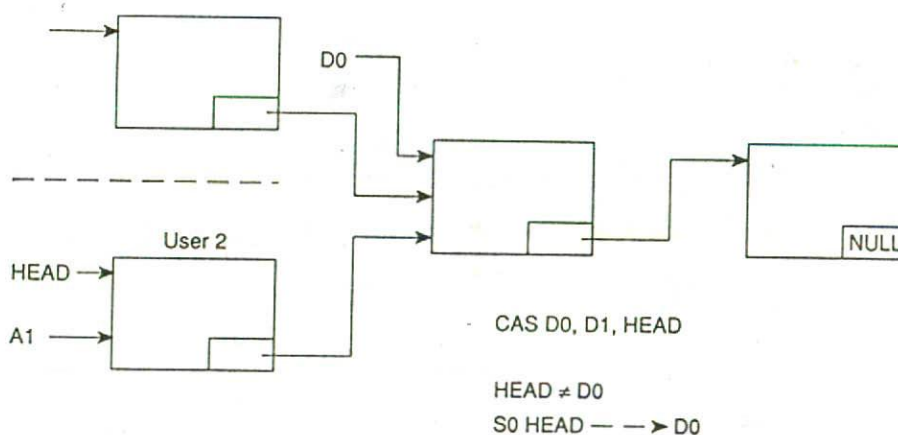 D0
User 2
HEAD
A1
NULL
CAS D0, D1, HEAD
HEAD ≠ D0
S0 HEAD — — → D0